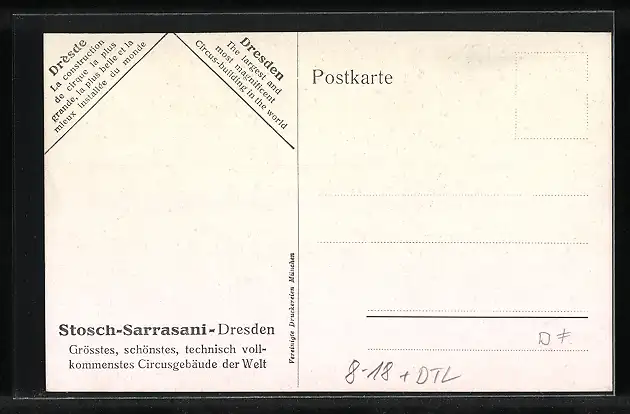 Drèsde
La construction
de cirque la plus
grande, la plus belle et la
mieux installée du monde
Dresden
The largest and
most magnificent
Circus-building in the world
Postkarte
Stosch-Sarrasani-Dresden
Grösstes, schönstes, technisch voll-
kommenstes Circusgebäude der Welt
Vereinigte Druckereien München
8-18 + DTL